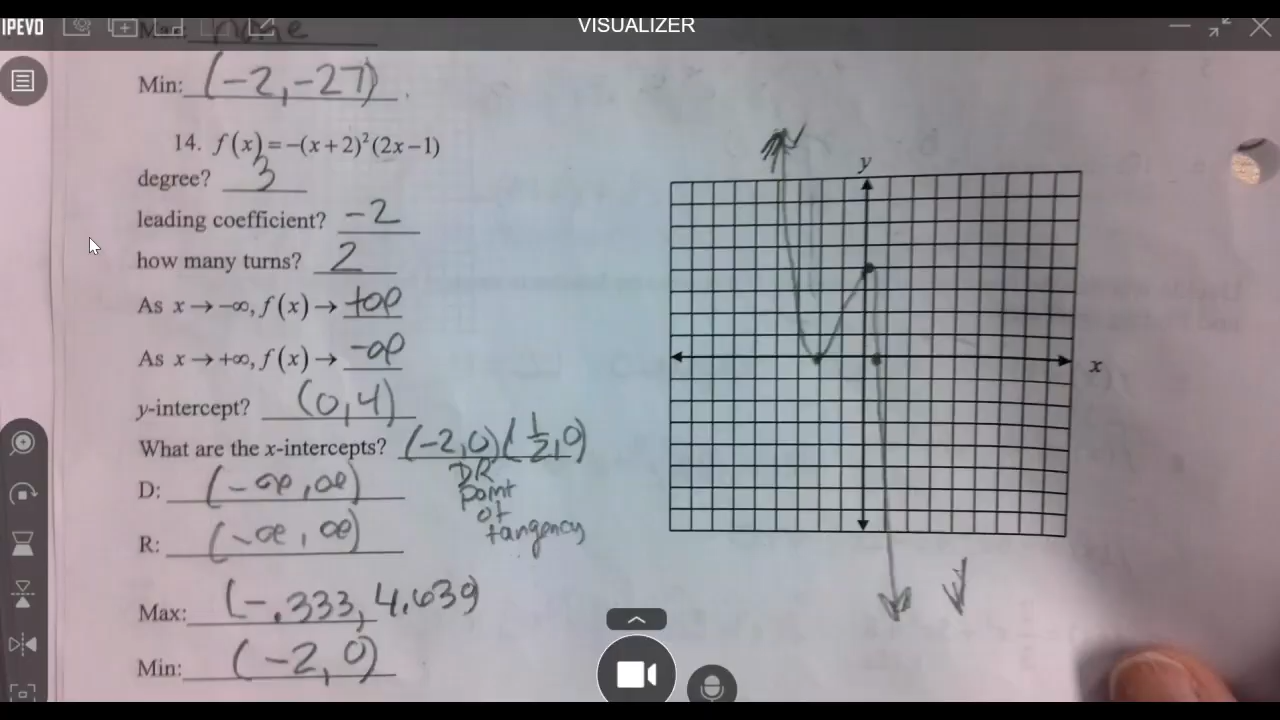 IPEVO VISUALIZER
Max: none
Min: (-2, -27)
14. f(x) = -(x+2)²(2x-1)
degree? 3
leading coefficient? -2
how many turns? 2
As x → -∞, f(x) → +∞
As x → +∞, f(x) → -∞
y-intercept? (0,4)
What are the x-intercepts? (-2,0) (1/2,0)
DR
point
of
tangency
D: (-∞, ∞)
R: (-∞, ∞)
Max: (-.333, 4.639)
Min: (-2, 0)
y
x